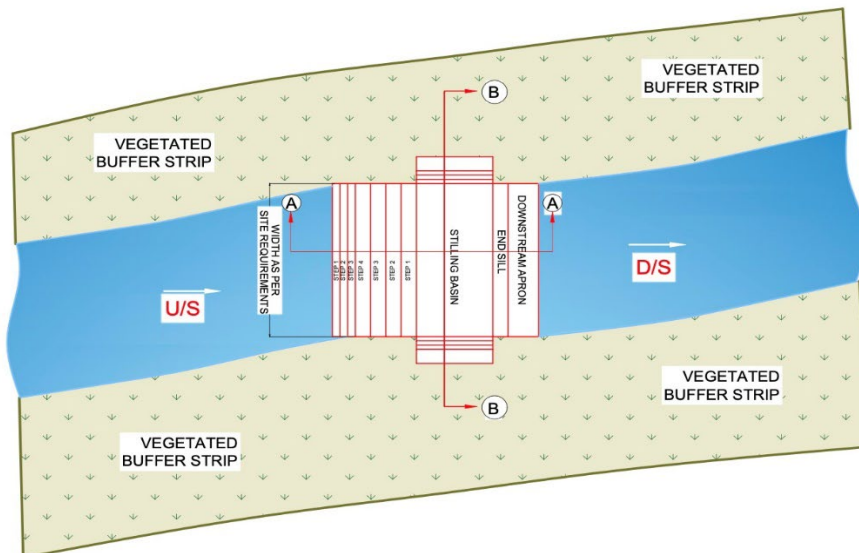 VEGETATED
BUFFER STRIP
VEGETATED
BUFFER STRIP
B
A
A
WIDTH AS PER
SITE REQUIREMENTS
STEP 1
STEP 2
STEP 3
STEP 4
STEP 3
STEP 2
STEP 1
STILLING BASIN
END SILL
DOWNSTREAM APRON
U/S
D/S
B
VEGETATED
BUFFER STRIP
VEGETATED
BUFFER STRIP